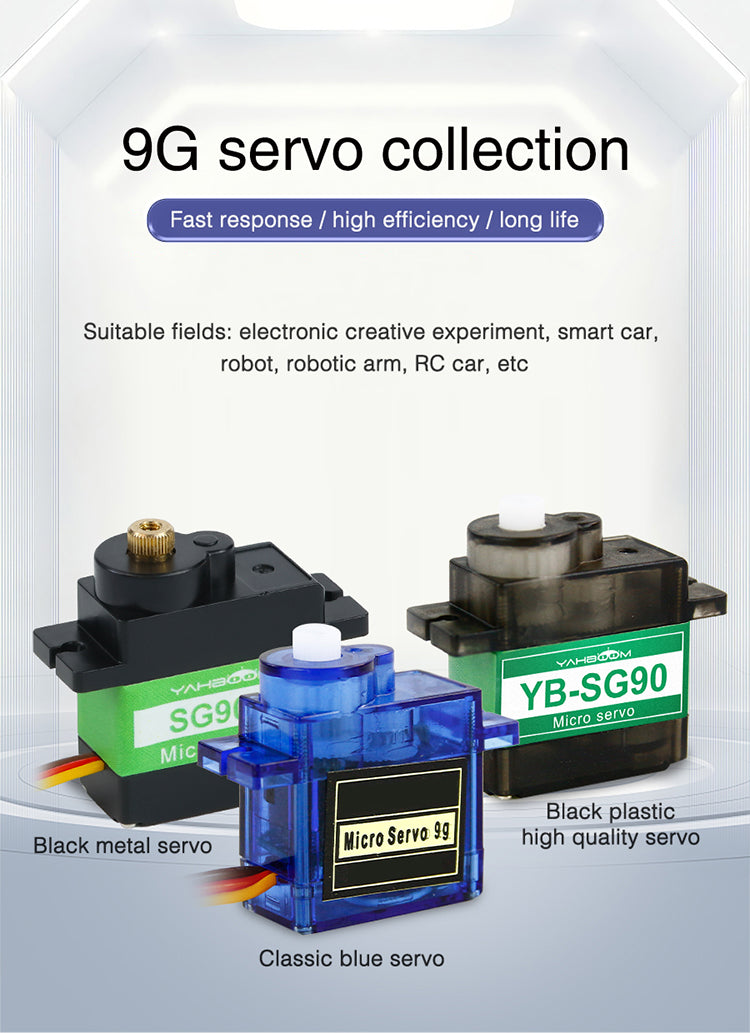 9G servo collection
Fast response / high efficiency / long life
Suitable fields: electronic creative experiment, smart car,
robot, robotic arm, RC car, etc
YAHBOOM
SG90
Micro Servo 9g
YAHBOOM
YB-SG90
Micro servo
Black metal servo
Black plastic
high quality servo
Classic blue servo